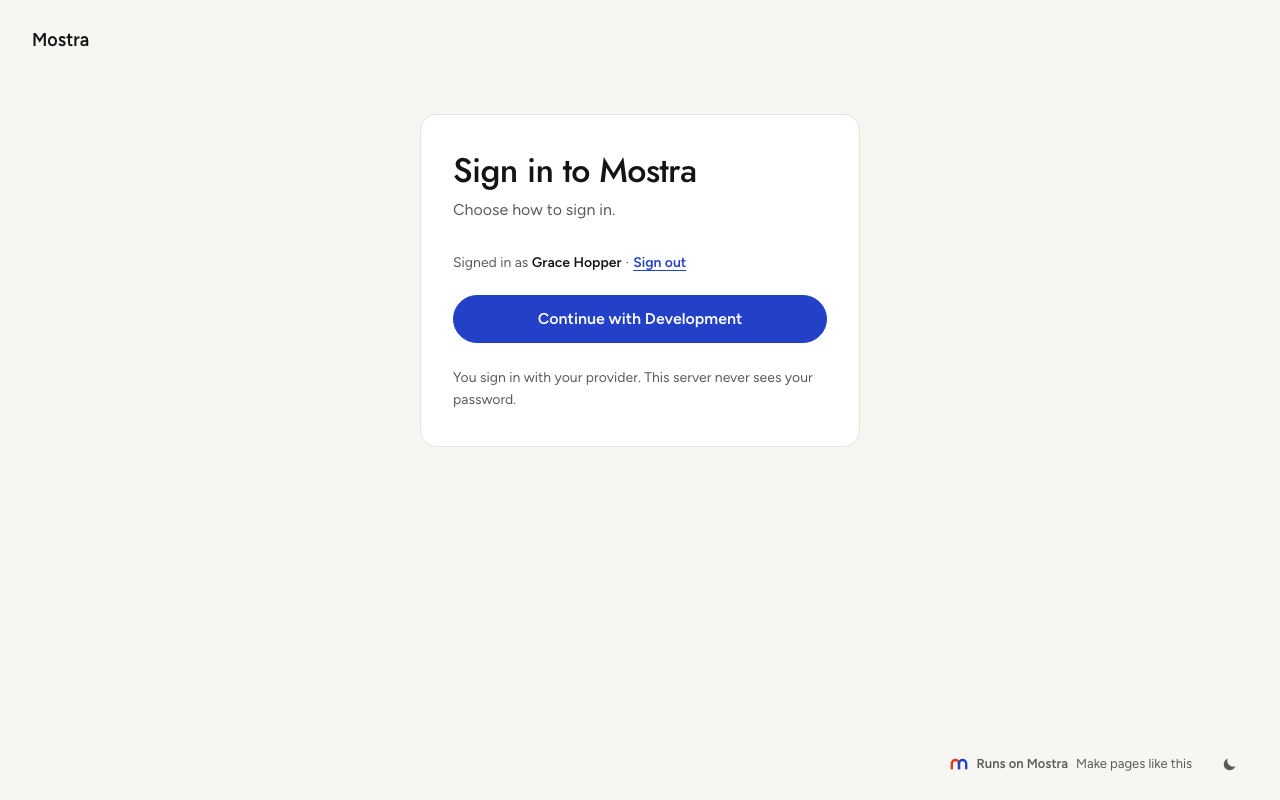 Mostra
Sign in to Mostra
Choose how to sign in.
Signed in as Grace Hopper · Sign out
Continue with Development
You sign in with your provider. This server never sees your
password.
Runs on Mostra Make pages like this